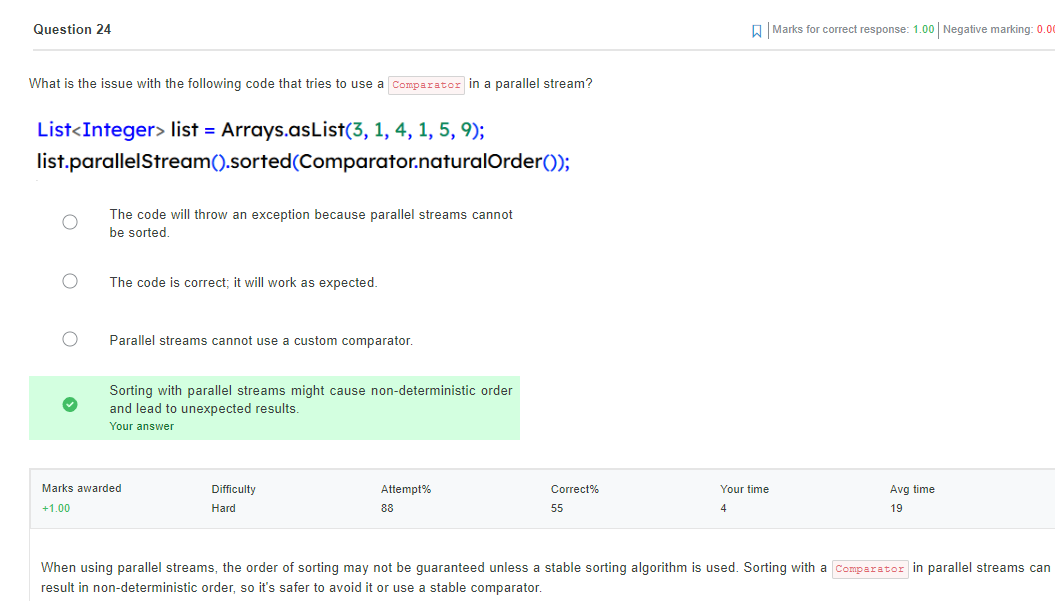 Question 24
Marks for correct response: 1.00 Negative marking: 0.00
What is the issue with the following code that tries to use a Comparator in a parallel stream?
List<Integer> list = Arrays.asList(3, 1, 4, 1, 5, 9);
list.parallelStream().sorted(Comparator.naturalOrder());
The code will throw an exception because parallel streams cannot
be sorted.
The code is correct; it will work as expected.
Parallel streams cannot use a custom comparator.
Sorting with parallel streams might cause non-deterministic order
and lead to unexpected results.
Your answer
Marks awarded Difficulty Attempt% Correct% Your time Avg time
+1.00 Hard 88 55 4 19
When using parallel streams, the order of sorting may not be guaranteed unless a stable sorting algorithm is used. Sorting with a Comparator in parallel streams can
result in non-deterministic order, so it's safer to avoid it or use a stable comparator.